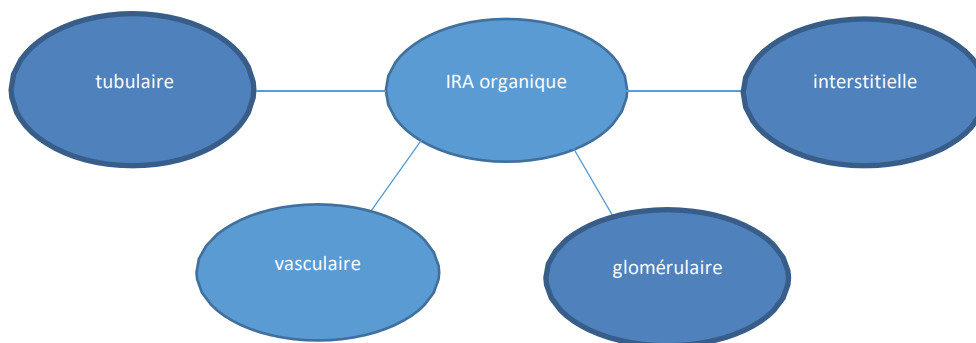 tubulaire
IRA organique
interstitielle
vasculaire
glomérulaire